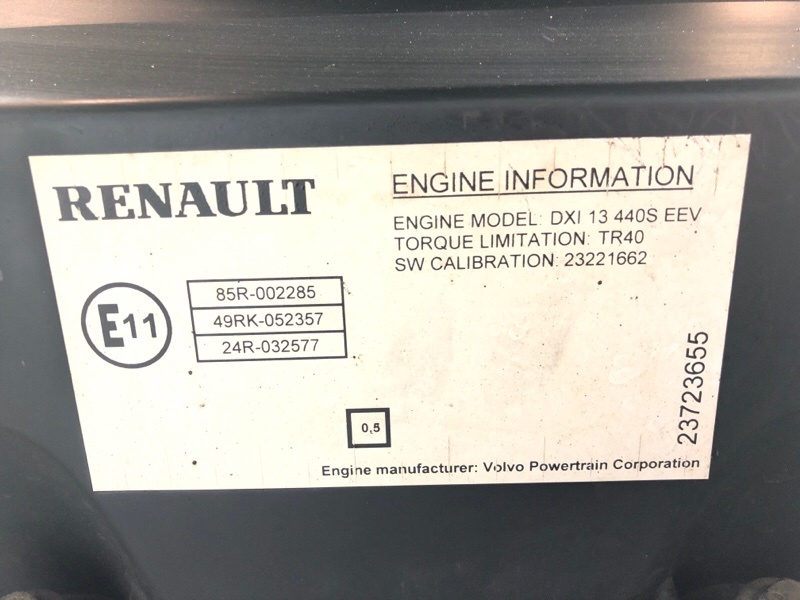 RENAULT
ENGINE INFORMATION
ENGINE MODEL: DXI 13 440S EEV
TORQUE LIMITATION: TR40
SW CALIBRATION: 23221662
E11
85R-002285
49RK-052357
24R-032577
0,5
23723655
Engine manufacturer: Volvo Powertrain Corporation